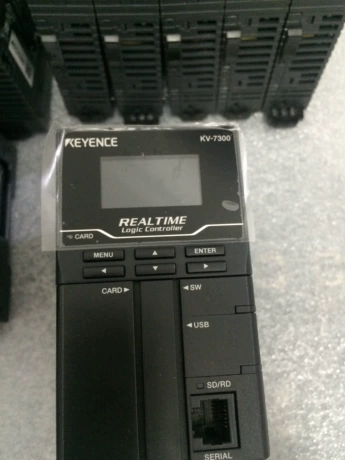 KEYENCE KV-7300
REALTIME
Logic Controller
CARD
MENU ▲ ENTER
◄ ▼ ►
CARD► ◄SW
◄USB
SD/RD
SERIAL